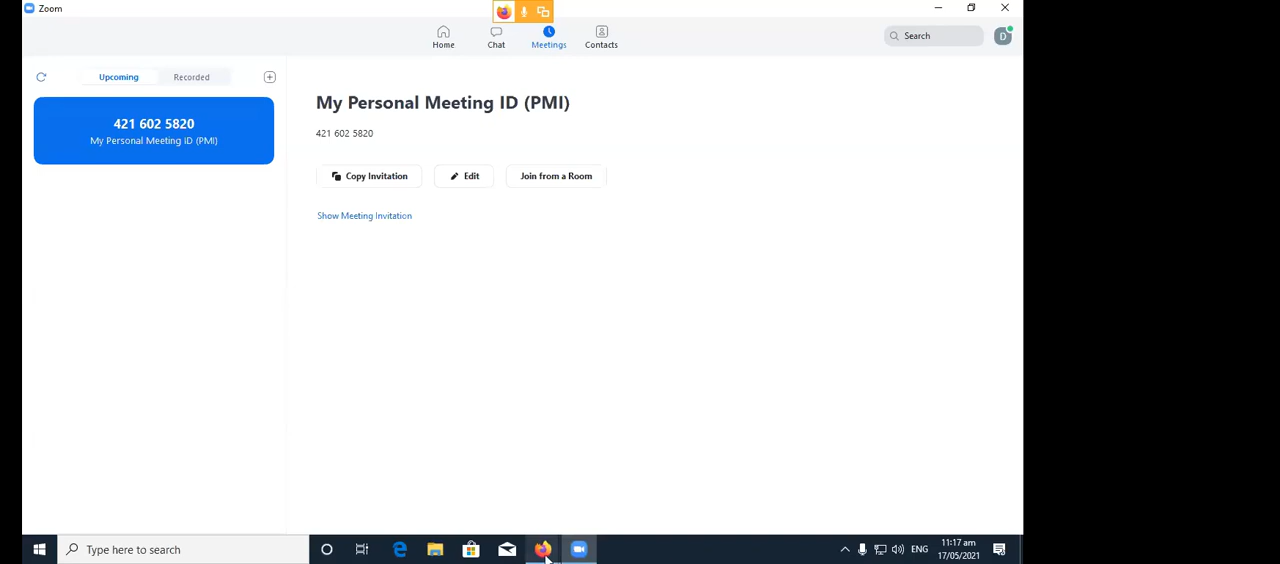 Zoom
Home
Chat
Meetings
Contacts
Search
D
Upcoming
Recorded
421 602 5820
My Personal Meeting ID (PMI)
My Personal Meeting ID (PMI)
421 602 5820
Copy Invitation
Edit
Join from a Room
Show Meeting Invitation
Type here to search
ENG
11:17 am
17/05/2021